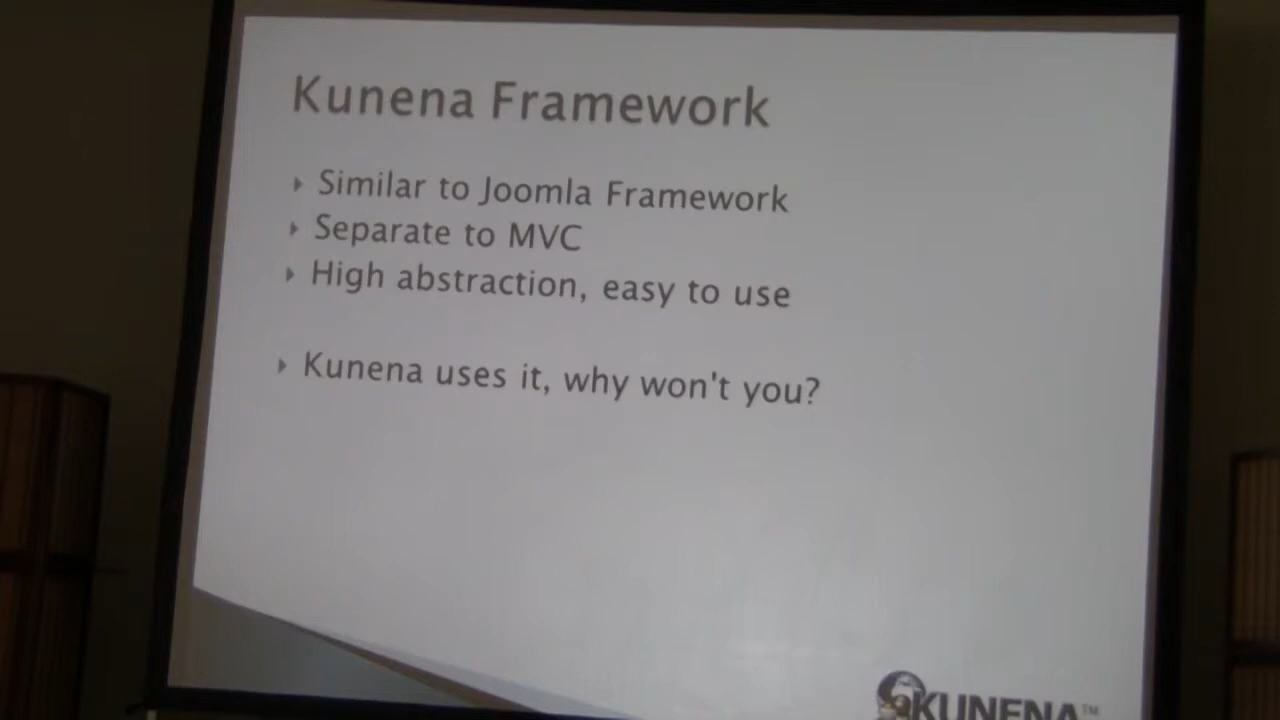 Kunena Framework
Similar to Joomla Framework
Separate to MVC
High abstraction, easy to use
Kunena uses it, why won't you?
KUNENA™